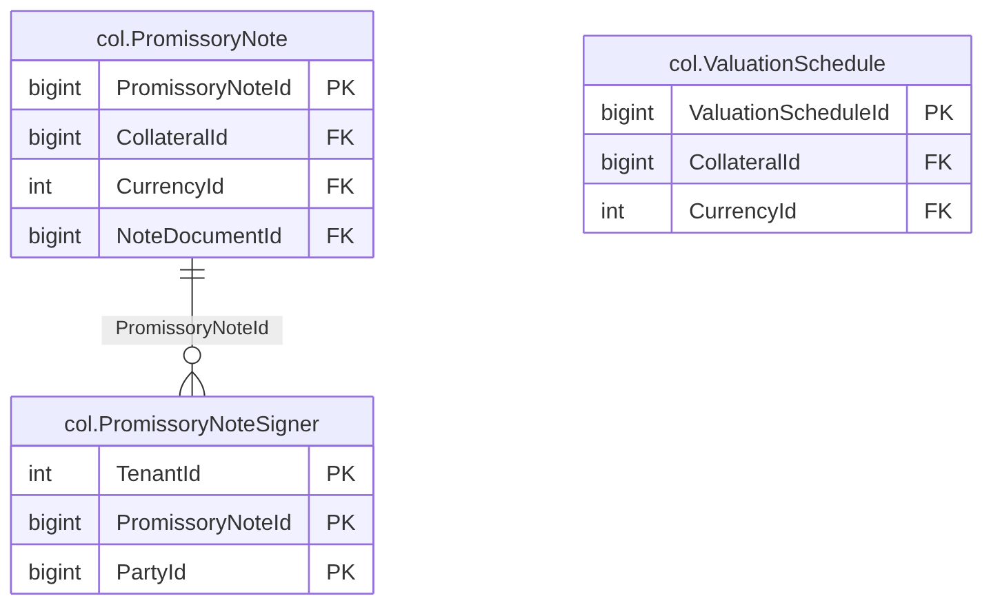 col.PromissoryNote
bigint PromissoryNoteId PK
bigint CollateralId FK
int CurrencyId FK
bigint NoteDocumentId FK
PromissoryNoteId
col.PromissoryNoteSigner
int TenantId PK
bigint PromissoryNoteId PK
bigint PartyId PK
col.ValuationSchedule
bigint ValuationScheduleId PK
bigint CollateralId FK
int CurrencyId FK